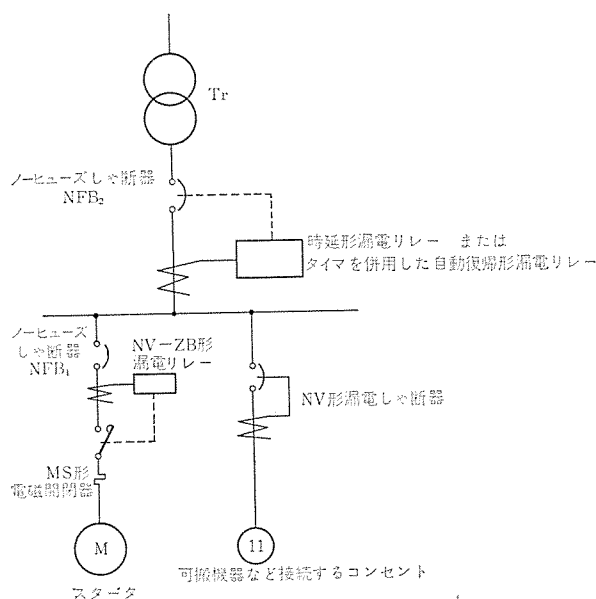 Tr
ノーヒューズしゃ断器
NFB₂
時延形漏電リレー または
タイマを併用した自動復帰形漏電リレー
ノーヒューズ
しゃ断器
NFB₁
NV-ZB形
漏電リレー
NV形漏電しゃ断器
MS形
電磁開閉器
M
11
可搬機器など接続するコンセント
スタータ